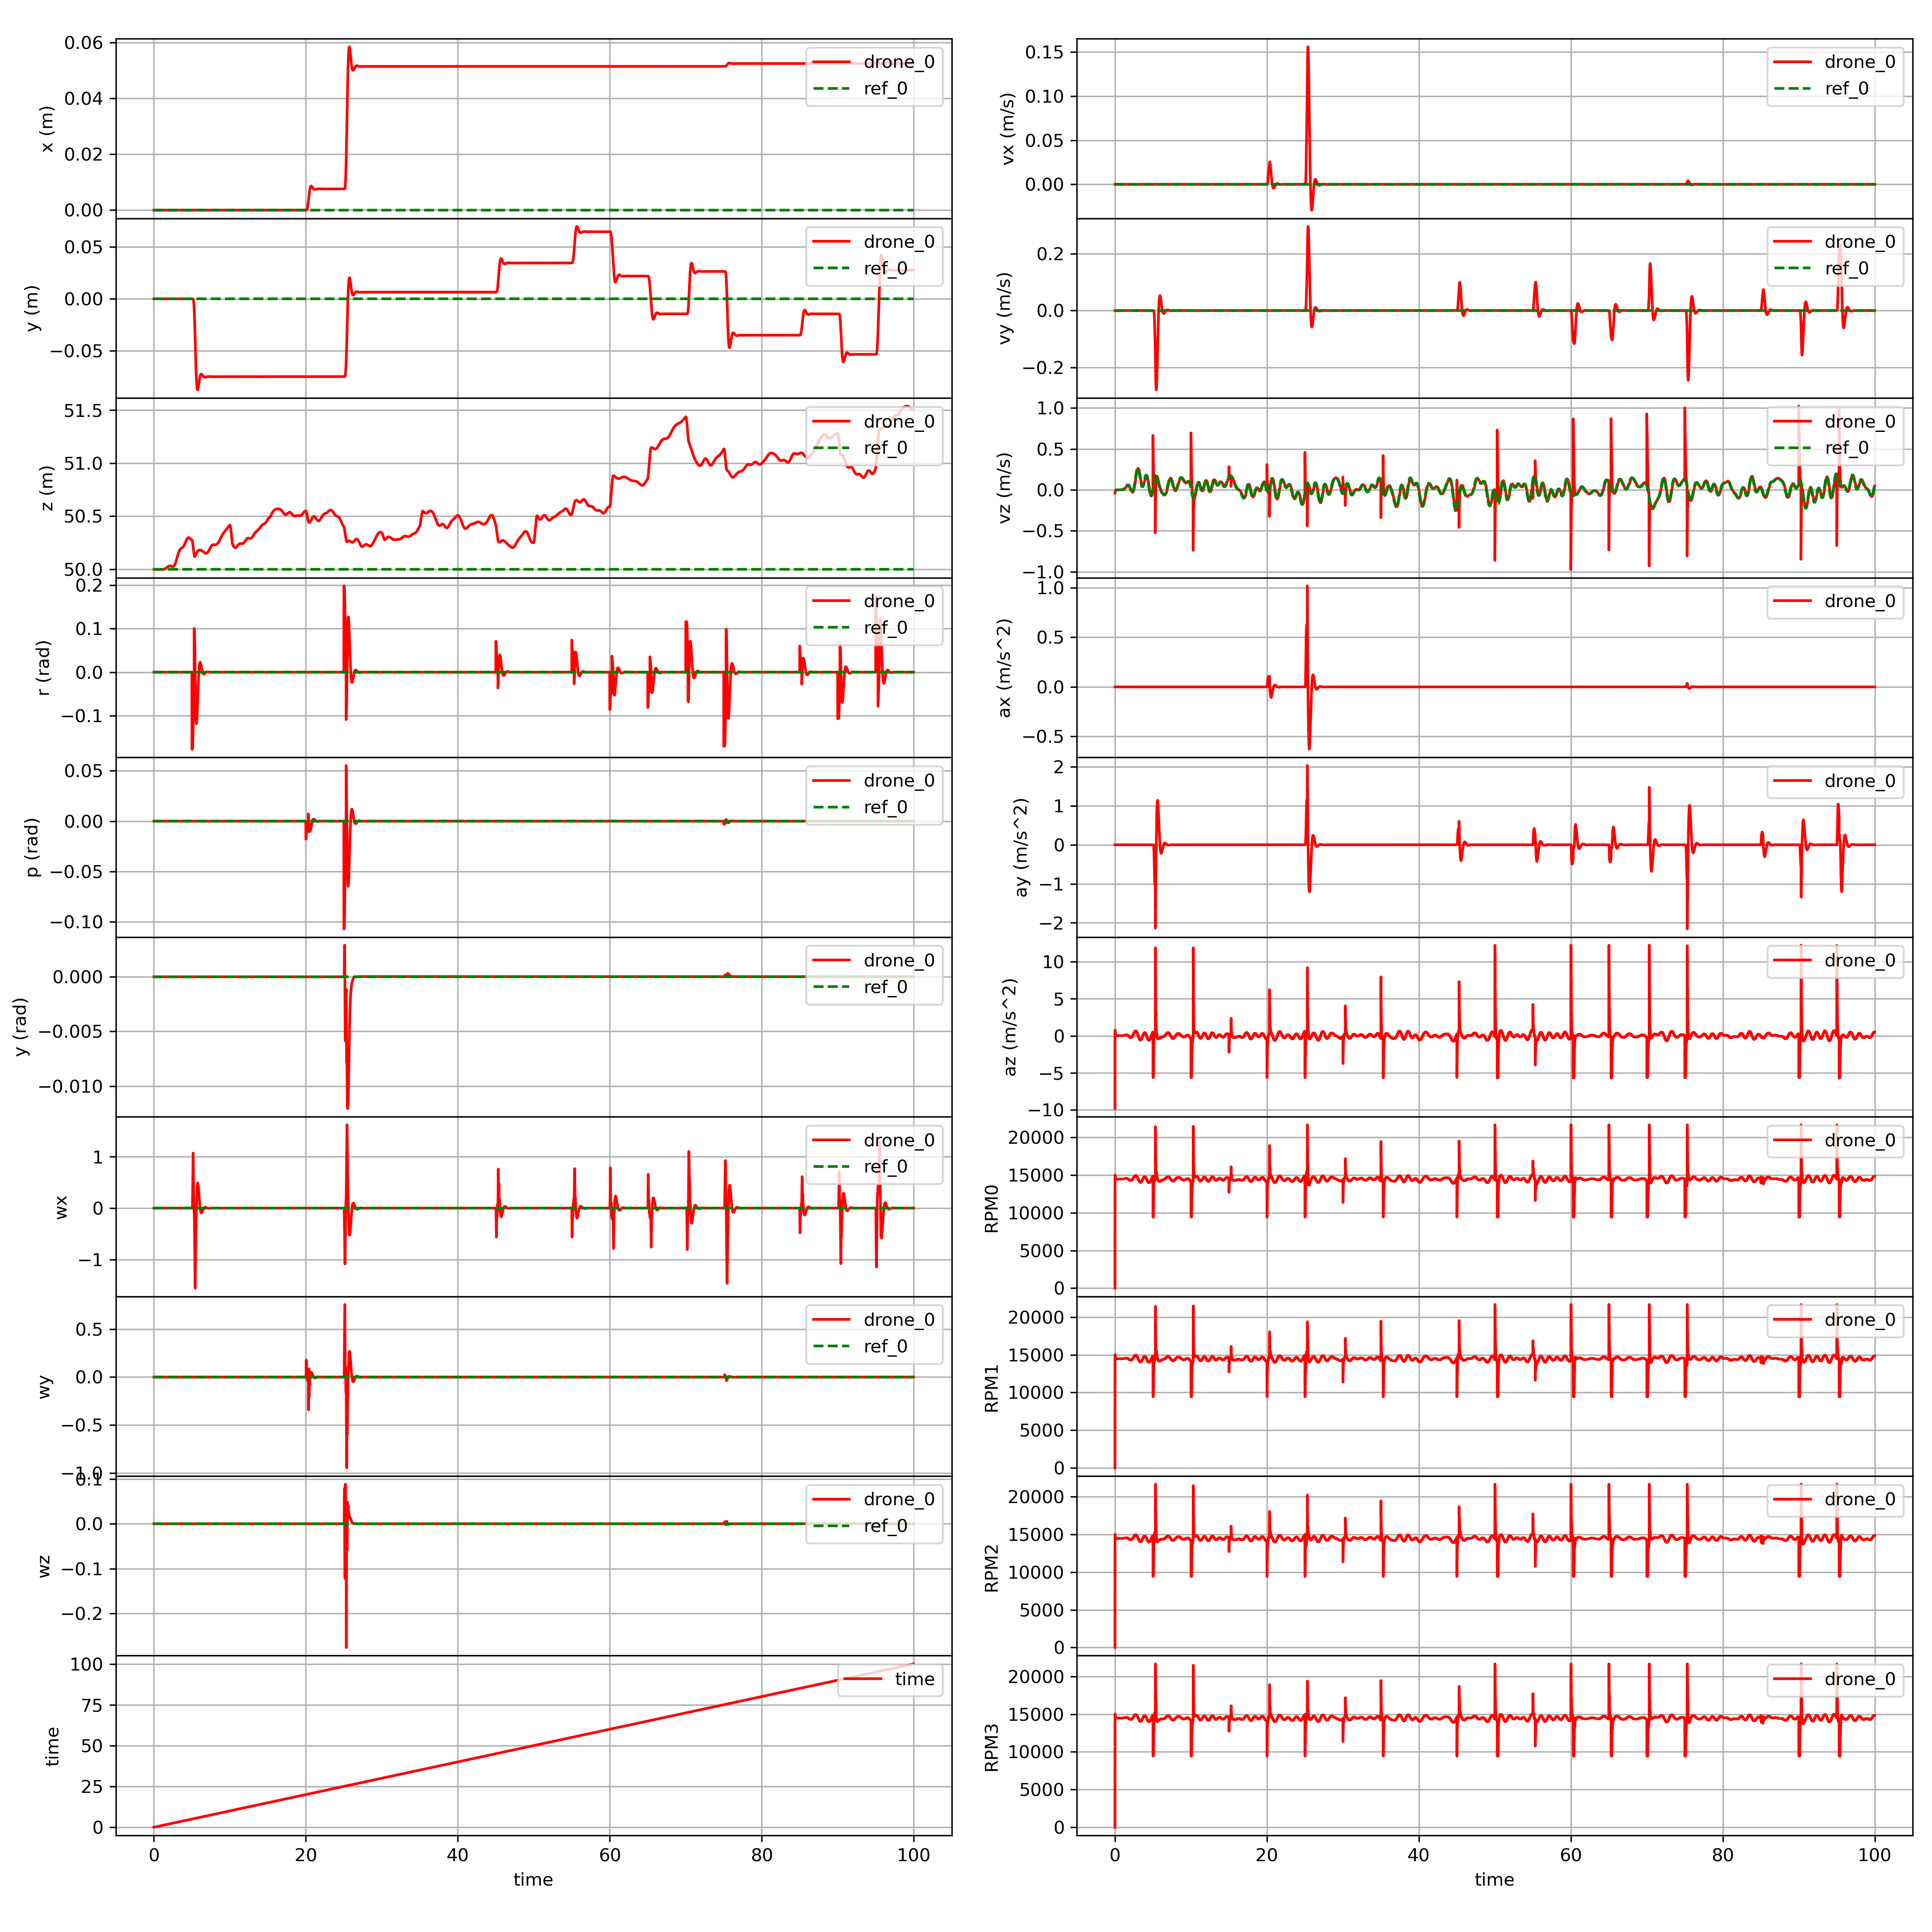 0.06
0.04
0.02
0.00
x (m)
drone_0
ref_0
0.05
0.00
−0.05
y (m)
drone_0
ref_0
51.5
51.0
50.5
50.0
z (m)
drone_0
ref_0
0.2
0.1
0.0
−0.1
r (rad)
drone_0
ref_0
0.05
0.00
−0.05
−0.10
p (rad)
drone_0
ref_0
0.000
−0.005
−0.010
y (rad)
drone_0
ref_0
1
0
−1
wx
drone_0
ref_0
0.5
0.0
−0.5
−1.0
wy
drone_0
ref_0
0.1
0.0
−0.1
−0.2
wz
drone_0
ref_0
100
75
50
25
0
time
time
0 20 40 60 80 100
time
0.15
0.10
0.05
0.00
vx (m/s)
drone_0
ref_0
0.2
0.0
−0.2
vy (m/s)
drone_0
ref_0
1.0
0.5
0.0
−0.5
−1.0
vz (m/s)
drone_0
ref_0
1.0
0.5
0.0
−0.5
ax (m/s^2)
drone_0
2
1
0
−1
−2
ay (m/s^2)
drone_0
10
5
0
−5
−10
az (m/s^2)
drone_0
20000
15000
10000
5000
0
RPM0
drone_0
20000
15000
10000
5000
0
RPM1
drone_0
20000
15000
10000
5000
0
RPM2
drone_0
20000
15000
10000
5000
0
RPM3
drone_0
0 20 40 60 80 100
time